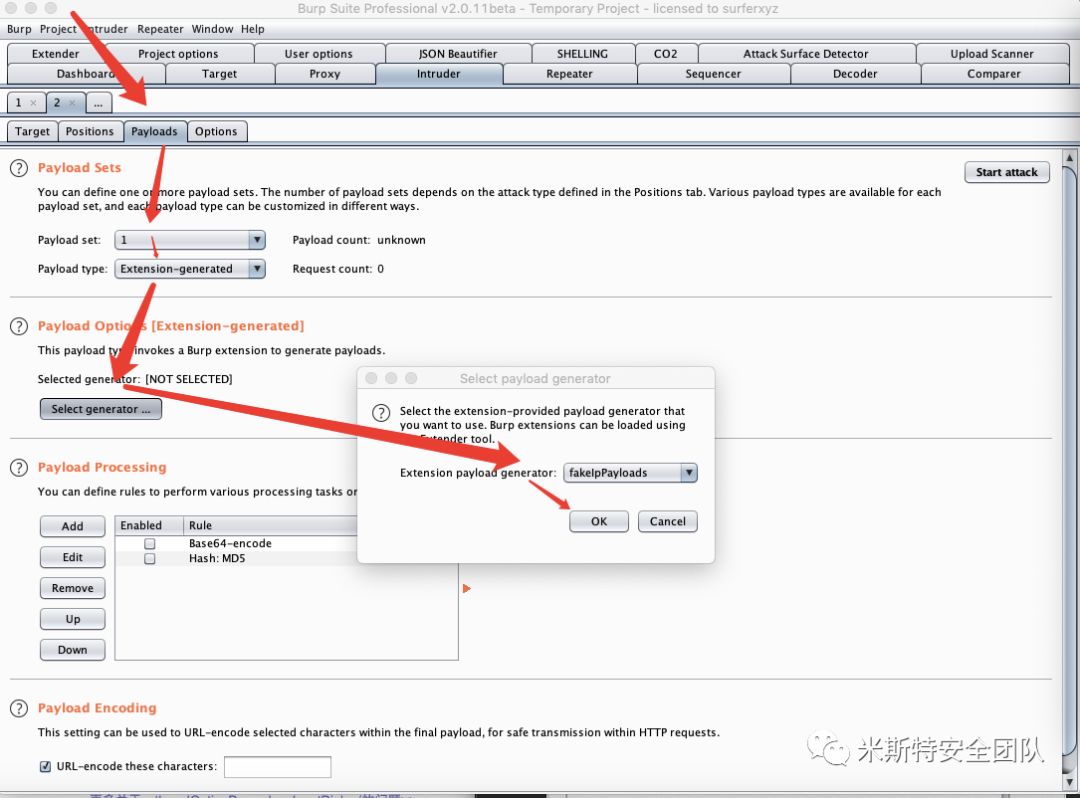 Burp Suite Professional v2.0.11beta - Temporary Project - licensed to surferxyz
Burp Project Intruder Repeater Window Help
Extender Project options User options JSON Beautifier SHELLING CO2 Attack Surface Detector Upload Scanner
Dashboard Target Proxy Intruder Repeater Sequencer Decoder Comparer
1 × 2 × ...
Target Positions Payloads Options
? Payload Sets
Start attack
You can define one or more payload sets. The number of payload sets depends on the attack type defined in the Positions tab. Various payload types are available for each
payload set, and each payload type can be customized in different ways.
Payload set: 1 Payload count: unknown
Payload type: Extension-generated Request count: 0
? Payload Options [Extension-generated]
This payload type invokes a Burp extension to generate payloads.
Selected generator: [NOT SELECTED]
Select generator ...
Select payload generator
? Select the extension-provided payload generator that
you want to use. Burp extensions can be loaded using
Extender tool.
Extension payload generator: fakeIpPayloads
OK Cancel
? Payload Processing
You can define rules to perform various processing tasks or
Add
Edit
Remove
Up
Down
Enabled Rule
Base64-encode
Hash: MD5
? Payload Encoding
This setting can be used to URL-encode selected characters within the final payload, for safe transmission within HTTP requests.
URL-encode these characters:
米斯特安全团队